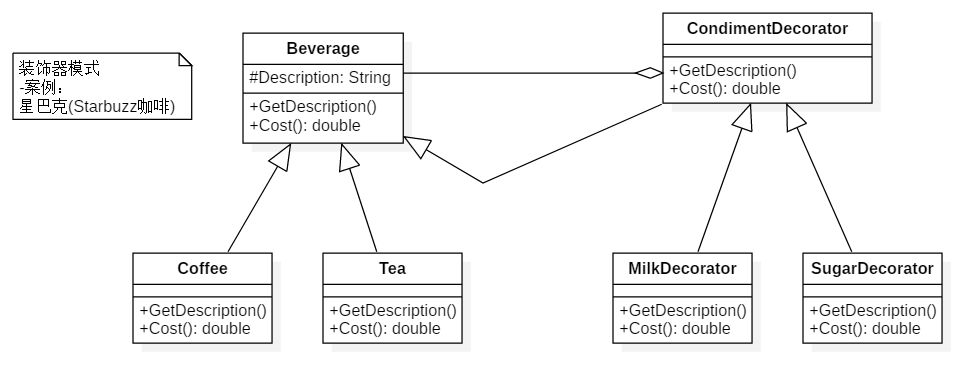 装饰器模式
-案例：
星巴克(Starbuzz咖啡)
Beverage
#Description: String
+GetDescription()
+Cost(): double
CondimentDecorator
+GetDescription()
+Cost(): double
Coffee
+GetDescription()
+Cost(): double
Tea
+GetDescription()
+Cost(): double
MilkDecorator
+GetDescription()
+Cost(): double
SugarDecorator
+GetDescription()
+Cost(): double